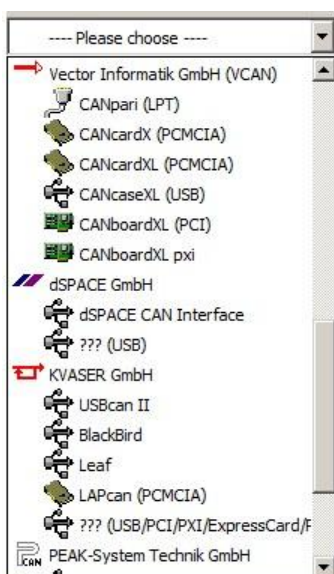 ---- Please choose ----
Vector Informatik GmbH (VCAN)
CANpari (LPT)
CANcardX (PCMCIA)
CANcardXL (PCMCIA)
CANcaseXL (USB)
CANboardXL (PCI)
CANboardXL pxi
dSPACE GmbH
dSPACE CAN Interface
??? (USB)
KVASER GmbH
USBcan II
BlackBird
Leaf
LAPcan (PCMCIA)
??? (USB/PCI/PXI/ExpressCard/F
CAN PEAK-System Technik GmbH